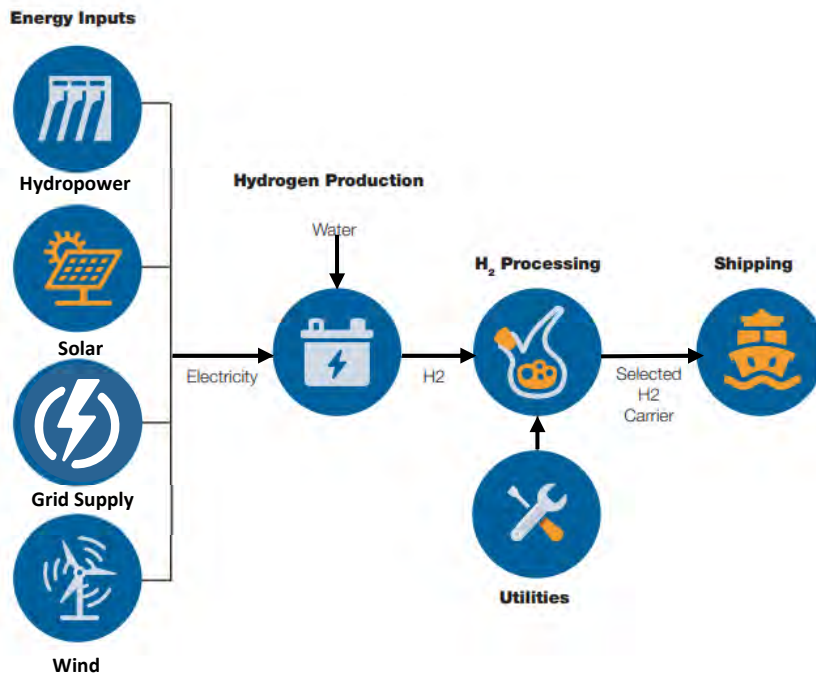 Energy Inputs
Hydropower
Solar
Grid Supply
Wind
Electricity
Hydrogen Production
Water
H2
H₂ Processing
Utilities
Selected
H2
Carrier
Shipping